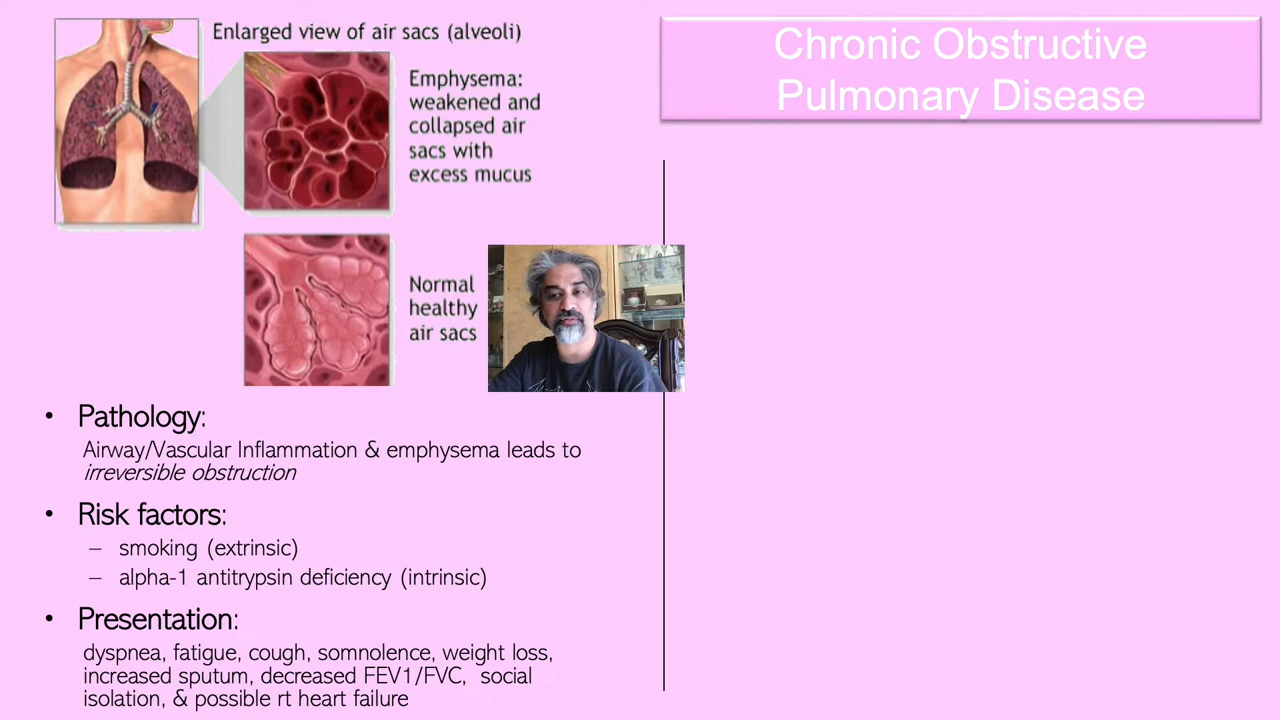 Enlarged view of air sacs (alveoli)
Emphysema:
weakened and
collapsed air
sacs with
excess mucus
Normal
healthy
air sacs
• Pathology:
Airway/Vascular Inflammation & emphysema leads to
irreversible obstruction
• Risk factors:
– smoking (extrinsic)
– alpha-1 antitrypsin deficiency (intrinsic)
• Presentation:
dyspnea, fatigue, cough, somnolence, weight loss,
increased sputum, decreased FEV1/FVC, social
isolation, & possible rt heart failure
Chronic Obstructive
Pulmonary Disease